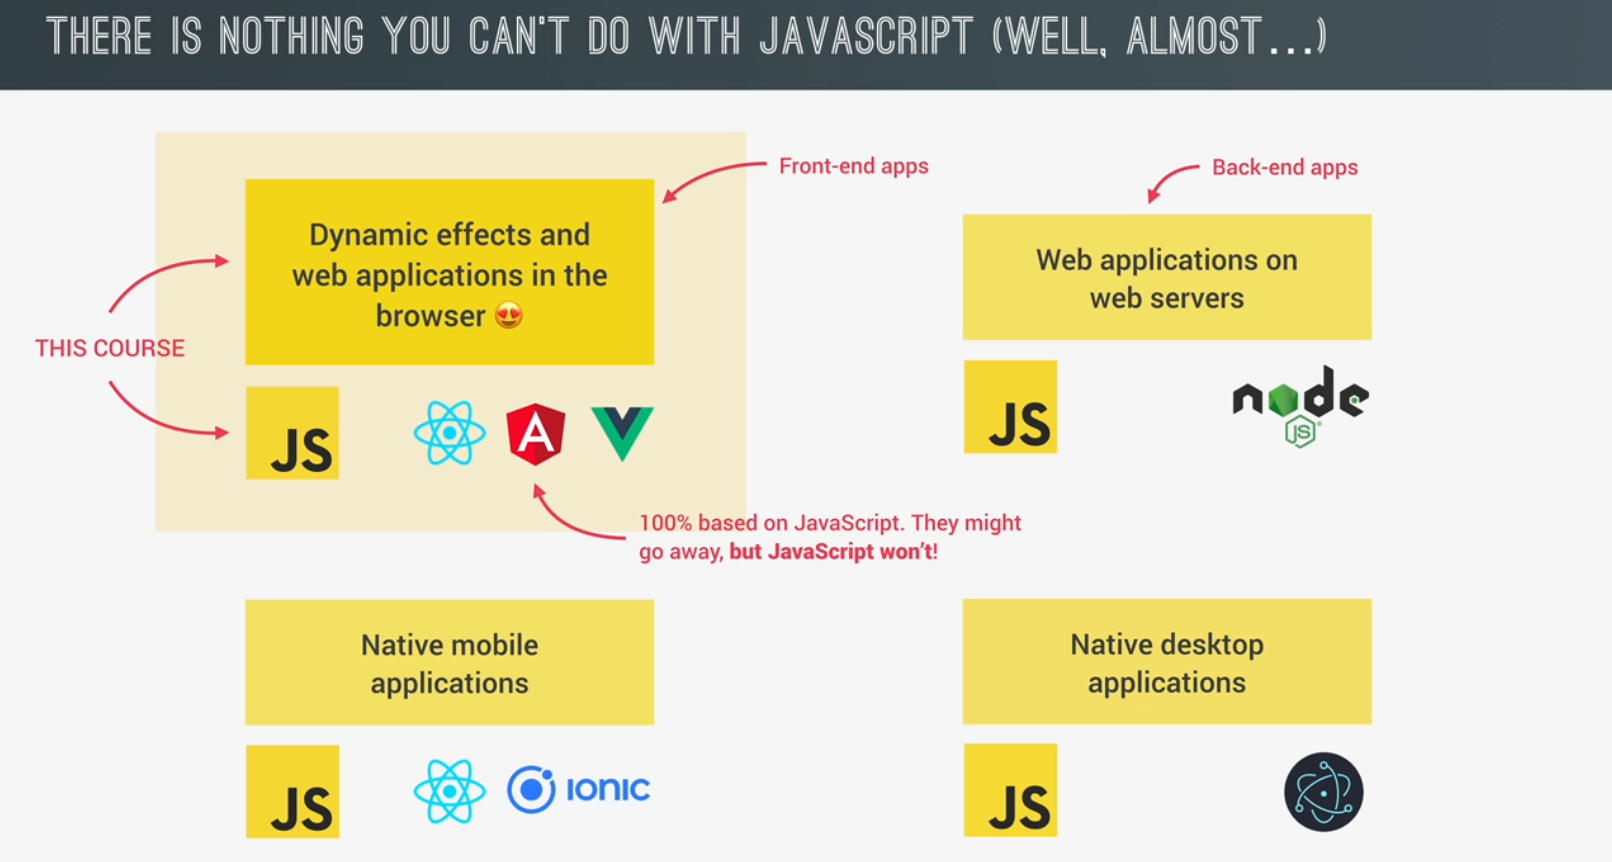 THERE IS NOTHING YOU CAN'T DO WITH JAVASCRIPT (WELL, ALMOST...)
Front-end apps
Dynamic effects and
web applications in the
browser 😍
THIS COURSE
JS
A
100% based on JavaScript. They might
go away, but JavaScript won't!
Back-end apps
Web applications on
web servers
JS
node
JS
Native mobile
applications
JS
IONIC
Native desktop
applications
JS